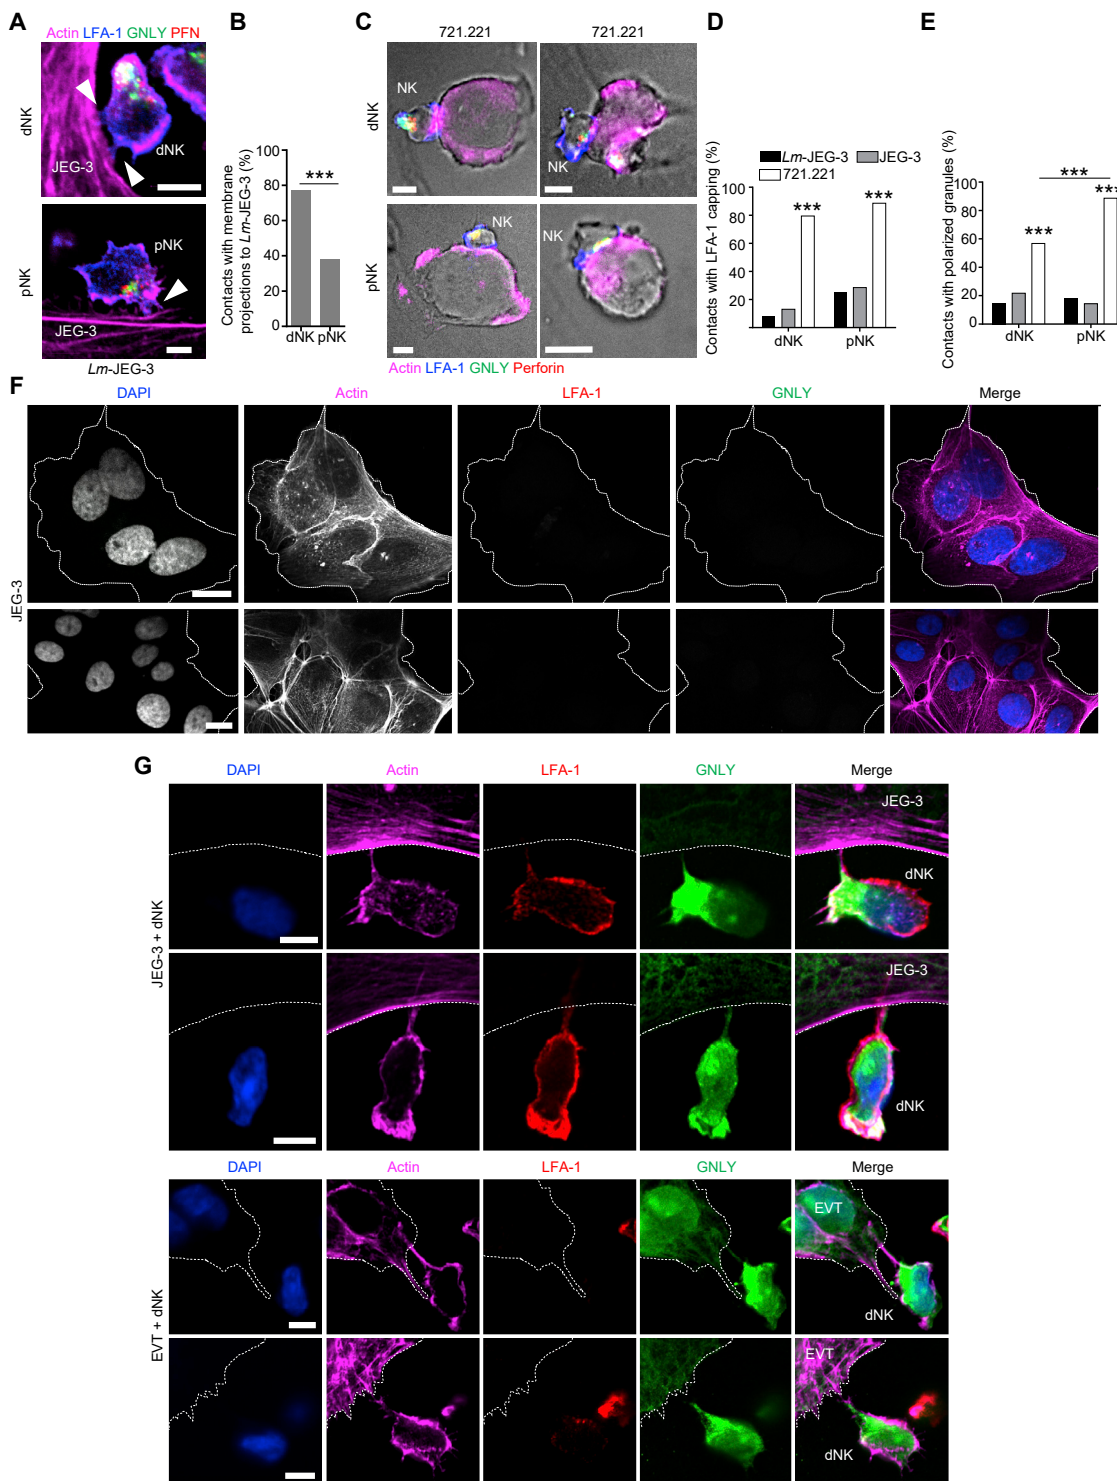 A
Actin LFA-1 GNLY PFN
dNK
JEG-3
dNK
pNK
pNK
JEG-3
Lm-JEG-3
B
Contacts with membrane
projections to Lm-JEG-3 (%)
100
80
60
40
20
0
***
dNK pNK
C
721.221
721.221
dNK
NK
NK
pNK
NK
NK
Actin LFA-1 GNLY Perforin
D
Lm-JEG-3 JEG-3
721.221
Contacts with LFA-1 capping (%)
100
80
60
40
20
***
***
dNK
pNK
E
Contacts with polarized granules (%)
100
80
60
40
20
0
***
***
***
dNK
pNK
F
DAPI
Actin
LFA-1
GNLY
Merge
JEG-3
G
DAPI
Actin
LFA-1
GNLY
Merge
JEG-3 + dNK
JEG-3
dNK
JEG-3
dNK
DAPI
Actin
LFA-1
GNLY
Merge
EVT + dNK
EVT
dNK
EVT
dNK